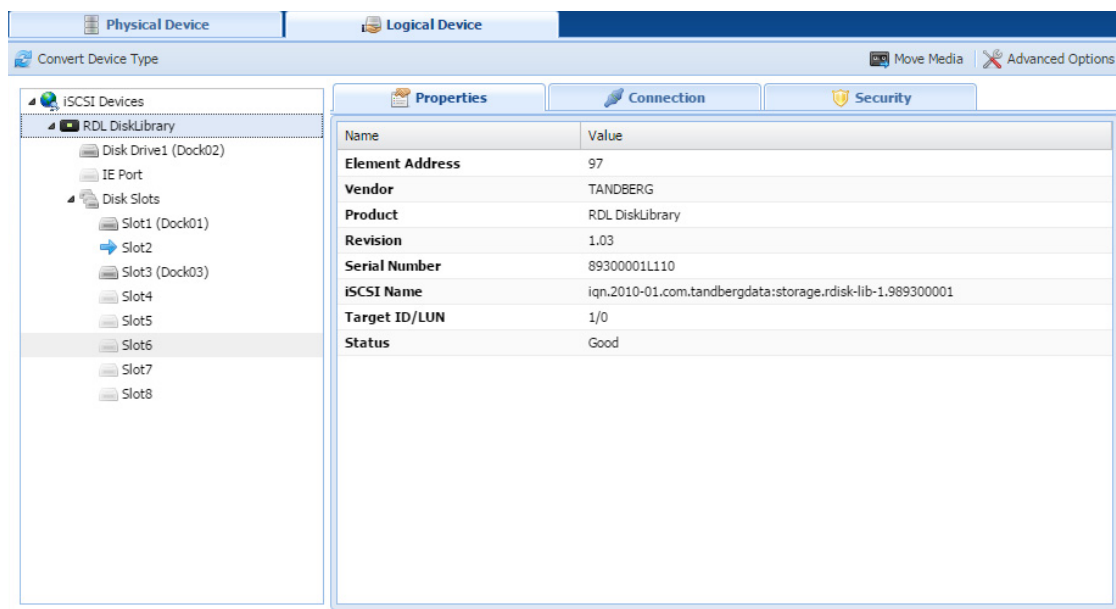 Physical Device
Logical Device
Convert Device Type
Move Media
Advanced Options
iSCSI Devices
RDL DiskLibrary
Disk Drive1 (Dock02)
IE Port
Disk Slots
Slot1 (Dock01)
Slot2
Slot3 (Dock03)
Slot4
Slot5
Slot6
Slot7
Slot8
Properties
Connection
Security
Name Value
Element Address 97
Vendor TANDBERG
Product RDL DiskLibrary
Revision 1.03
Serial Number 89300001L110
iSCSI Name iqn.2010-01.com.tandbergdata:storage.rdisk-lib-1.989300001
Target ID/LUN 1/0
Status Good